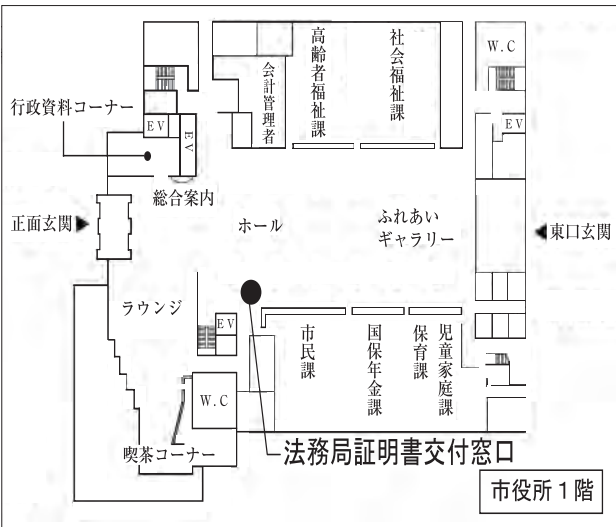 高齢者福祉課
社会福祉課
W.C
会計管理者
行政資料コーナー
EV
EV
EV
総合案内
正面玄関
ホール
ふれあい
ギャラリー
東口玄関
ラウンジ
EV
市民課
国保年金課
保育課
児童家庭課
W.C
喫茶コーナー
法務局証明書交付窓口
市役所1階